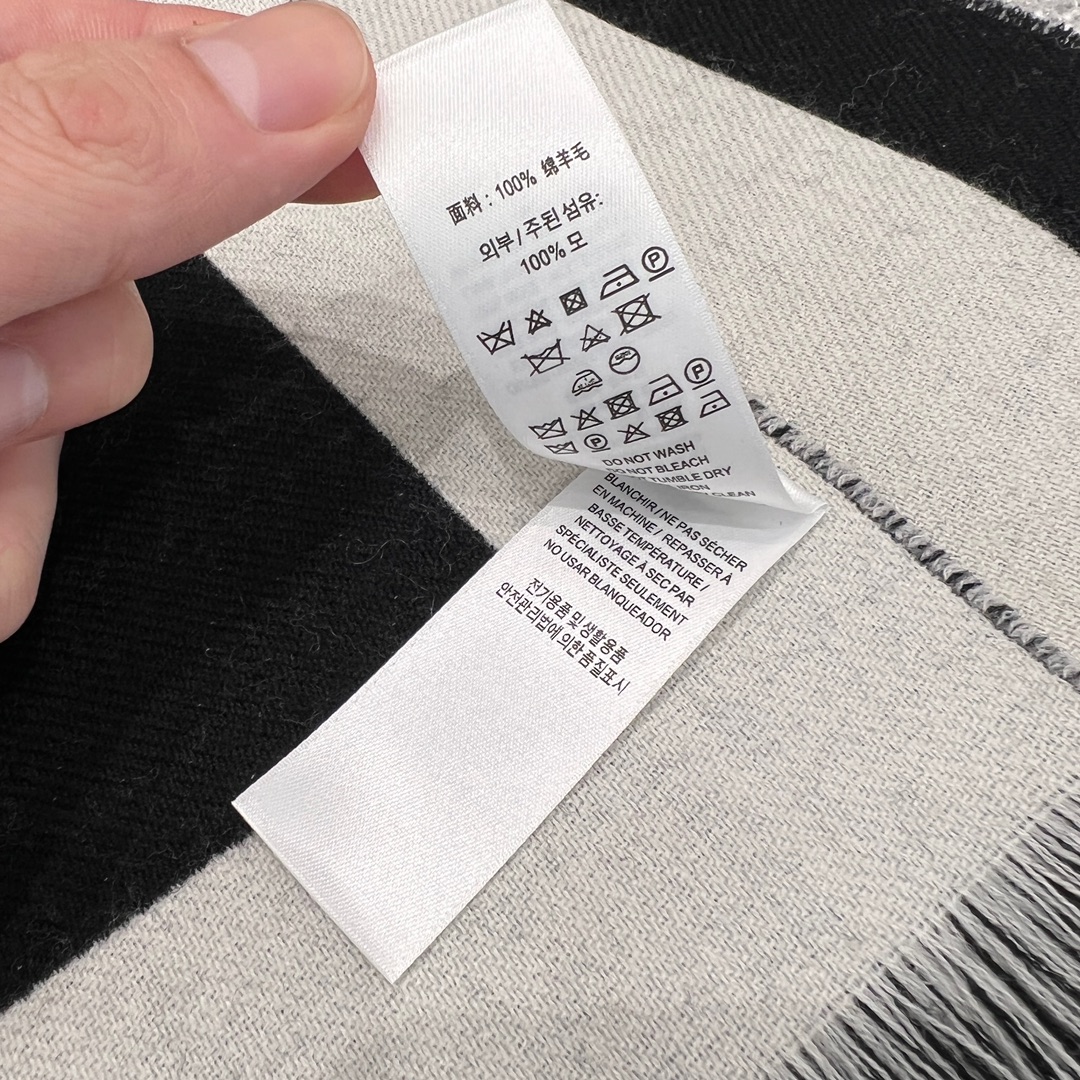 面料 : 100% 绵羊毛
외부 / 주된 섬유:
100% 모
DO NOT WASH
NOT BLEACH
TUMBLE DRY
IRON
CLEAN
BLANCHIR / NE PAS SÉCHER
EN MACHINE / REPASSER À
BASSE TEMPÉRATURE /
NETTOYAGE À SEC PAR
SPÉCIALISTE SEULEMENT
NO USAR BLANQUEADOR
전기용품 및 생활용품
안전관리법에 의한 품질표시